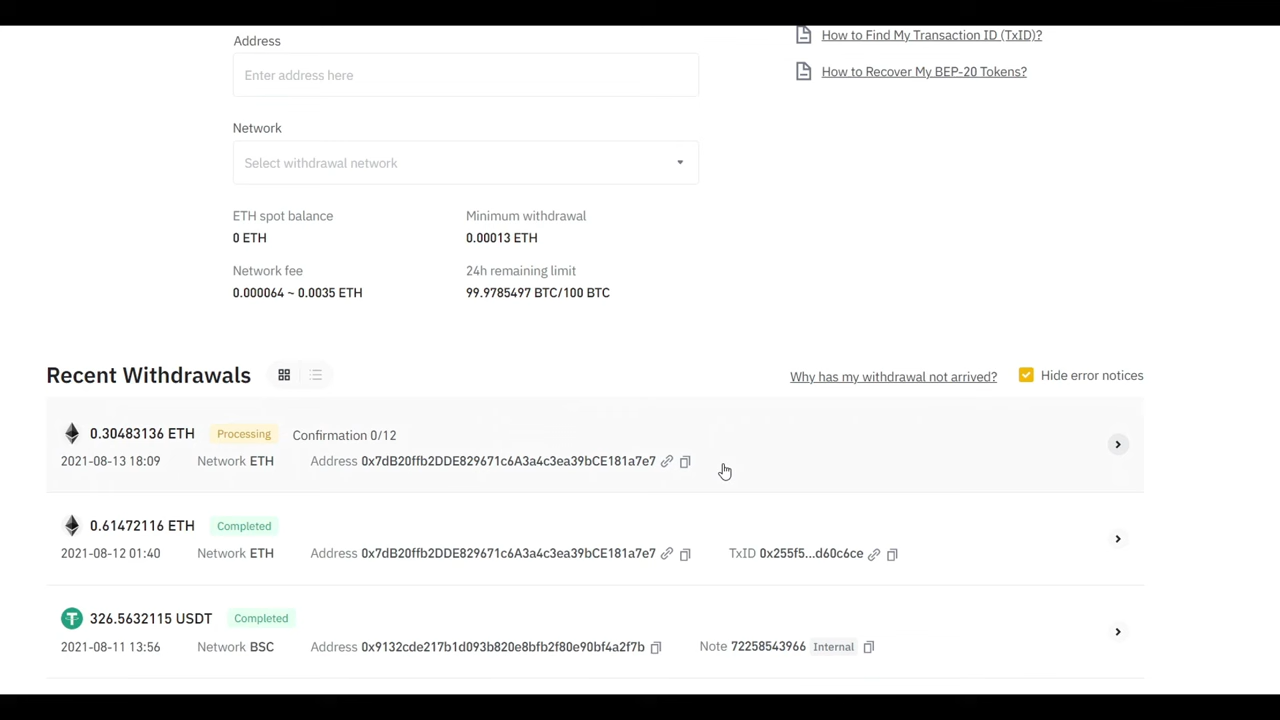 Address
How to Find My Transaction ID (TxID)?
Enter address here
How to Recover My BEP-20 Tokens?
Network
Select withdrawal network
ETH spot balance
Minimum withdrawal
0 ETH
0.00013 ETH
Network fee
24h remaining limit
0.000064 ~ 0.0035 ETH
99.9785497 BTC/100 BTC
Recent Withdrawals
Why has my withdrawal not arrived?
Hide error notices
0.30483136 ETH Processing Confirmation 0/12
2021-08-13 18:09 Network ETH Address 0x7dB20ffb2DDE829671c6A3a4c3ea39bCE181a7e7
0.61472116 ETH Completed
2021-08-12 01:40 Network ETH Address 0x7dB20ffb2DDE829671c6A3a4c3ea39bCE181a7e7 TxID 0x255f5...d60c6ce
326.5632115 USDT Completed
2021-08-11 13:56 Network BSC Address 0x9132cde217b1d093b820e8bfb2f80e90bf4a2f7b Note 72258543966 Internal